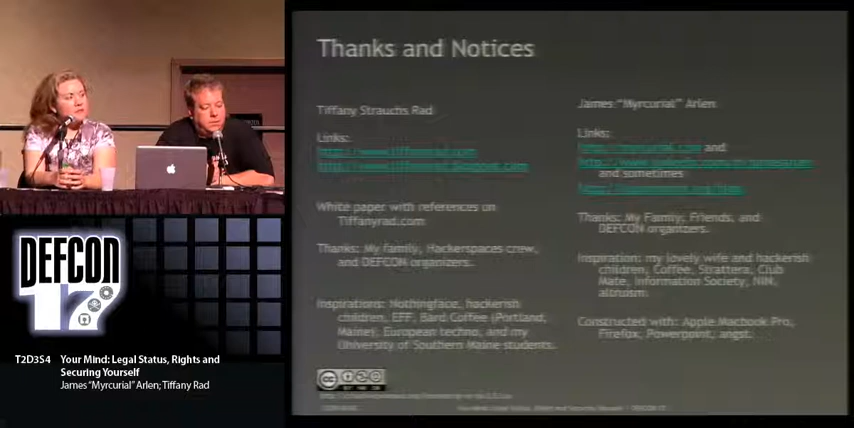 Thanks and Notices
Tiffany Strauchs Rad
Links:
White paper with references on
Tiffanyrad.com
Thanks: My family, Hackerspaces crew,
and DEFCON organizers.
Inspirations: Nothingface, hackerish
children, EFF, Bard Coffee (Portland,
Maine), European techno, and my
University of Southern Maine students.
James "Myrcurial" Arlen
Links:
and
and sometimes
Thanks: My Family, Friends, and
DEFCON organizers.
Inspiration: my lovely wife and hackerish
children, Coffee, Strattera, Club
Mate, Information Society, NIN,
altruism.
Constructed with: Apple Macbook Pro,
Firefox, Powerpoint, angst.
cc
DEFCON
17
T2D3S4 Your Mind: Legal Status, Rights and
Securing Yourself
James "Myrcurial" Arlen; Tiffany Rad